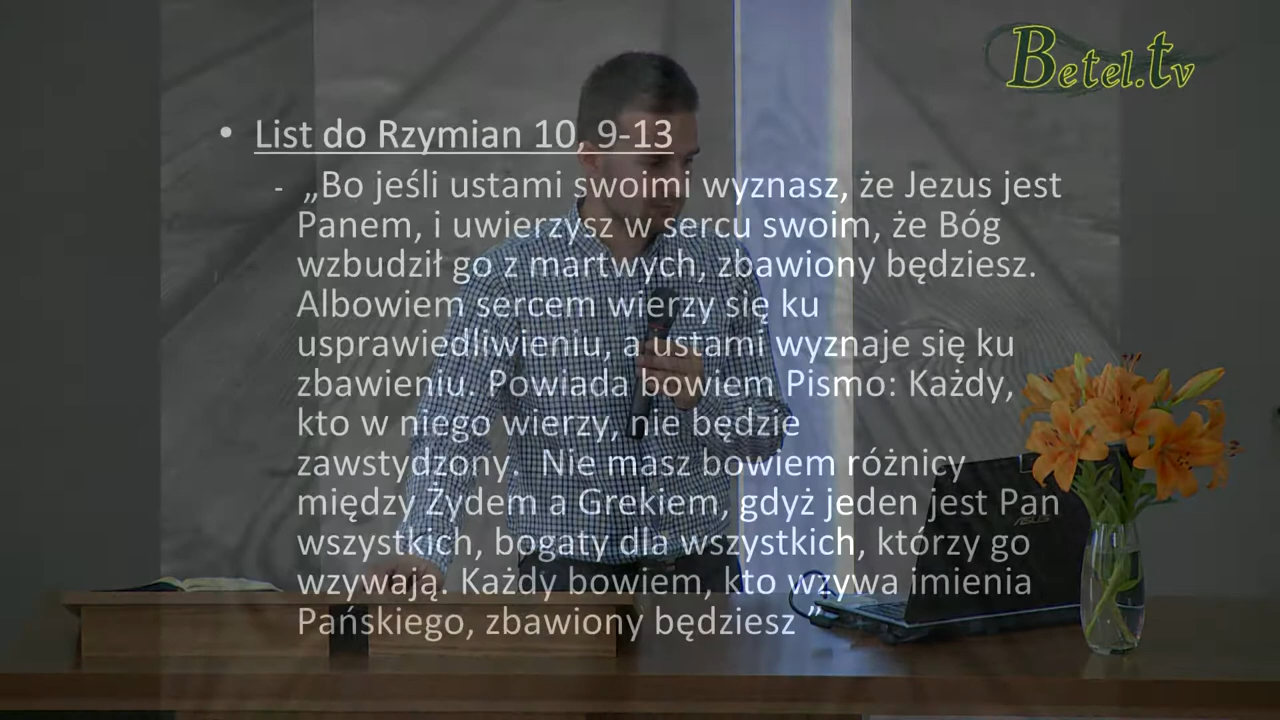 Betel.tv
• List do Rzymian 10, 9-13
- „Bo jeśli ustami swoimi wyznasz, że Jezus jest
Panem, i uwierzysz w sercu swoim, że Bóg
wzbudził go z martwych, zbawiony będziesz.
Albowiem sercem wierzy się ku
usprawiedliwieniu, a ustami wyznaje się ku
zbawieniu. Powiada bowiem Pismo: Każdy,
kto w niego wierzy, nie będzie
zawstydzony. Nie masz bowiem różnicy
między Żydem a Grekiem, gdyż jeden jest Pan
wszystkich, bogaty dla wszystkich, którzy go
wzywają. Każdy bowiem, kto wzywa imienia
Pańskiego, zbawiony będziesz ”
ASUS